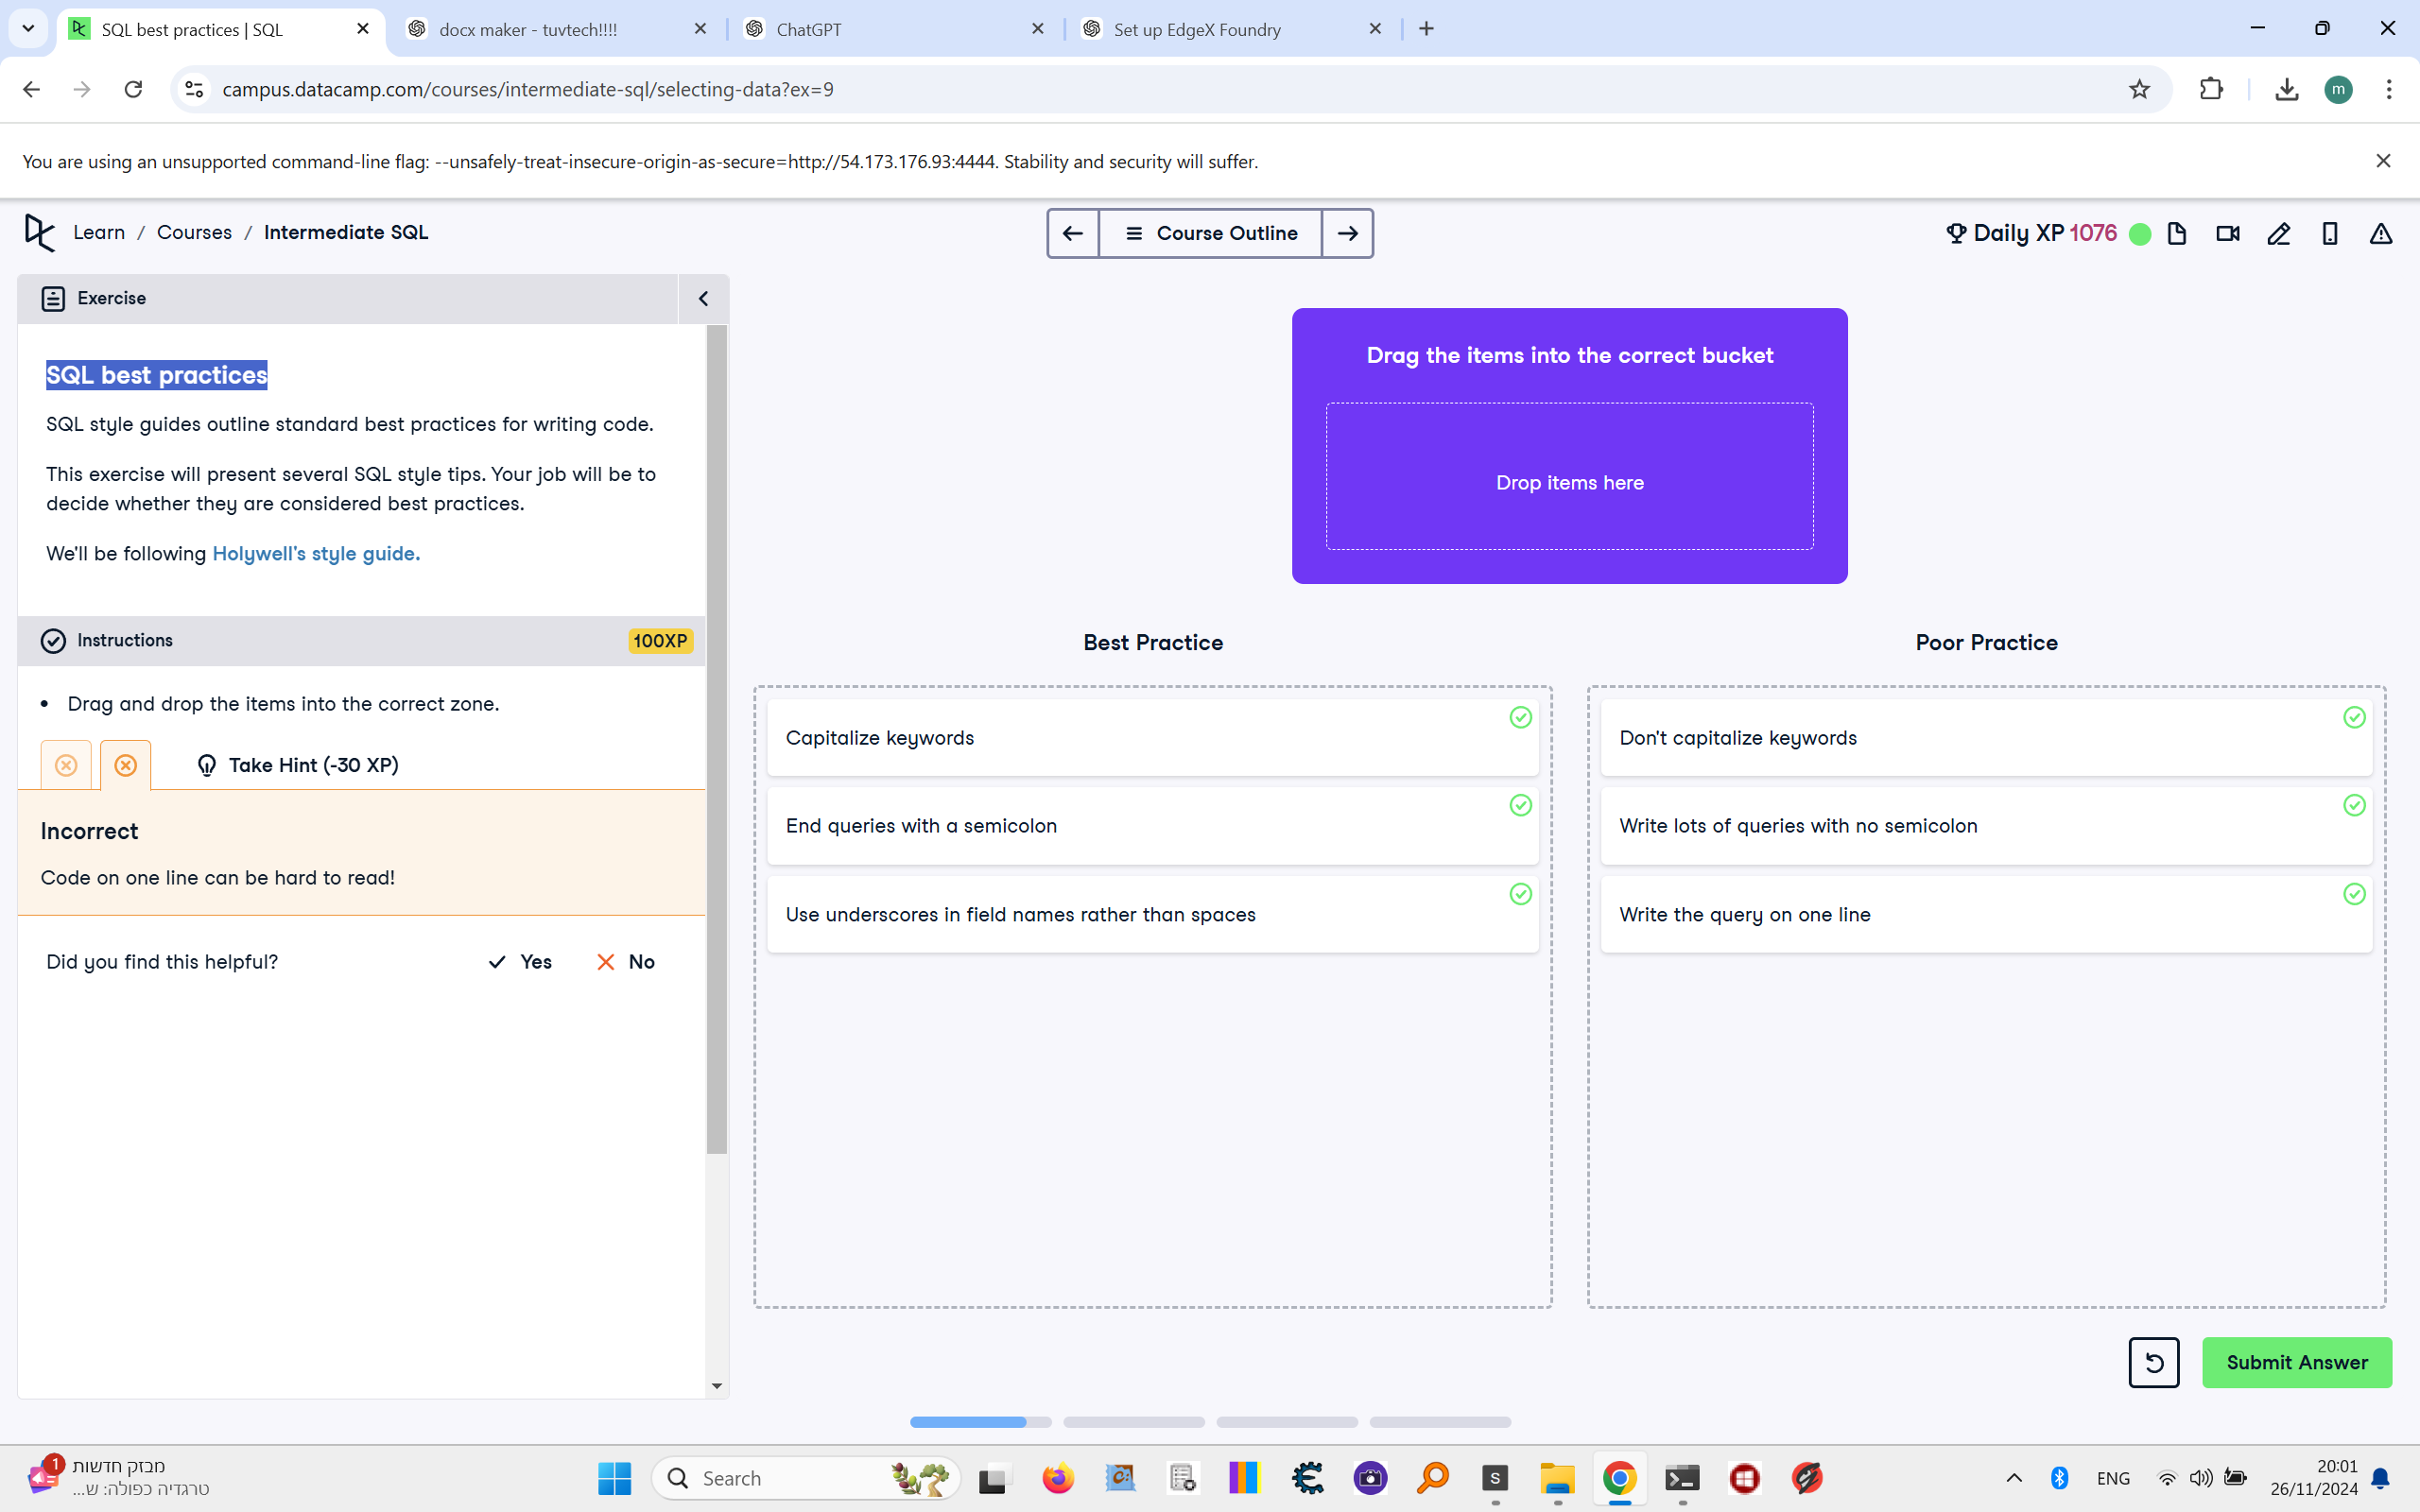 SQL best practices | SQL
docx maker - tuvtech!!!!
ChatGPT
Set up EdgeX Foundry
campus.datacamp.com/courses/intermediate-sql/selecting-data?ex=9
m
You are using an unsupported command-line flag: --unsafely-treat-insecure-origin-as-secure=http://54.173.176.93:4444. Stability and security will suffer.
Learn / Courses / Intermediate SQL
Course Outline
Daily XP 1076
Exercise
SQL best practices
SQL style guides outline standard best practices for writing code.
This exercise will present several SQL style tips. Your job will be to
decide whether they are considered best practices.
We'll be following Holywell's style guide.
Instructions
100XP
• Drag and drop the items into the correct zone.
Take Hint (-30 XP)
Incorrect
Code on one line can be hard to read!
Did you find this helpful?
Yes
No
Drag the items into the correct bucket
Drop items here
Best Practice
Capitalize keywords
End queries with a semicolon
Use underscores in field names rather than spaces
Poor Practice
Don't capitalize keywords
Write lots of queries with no semicolon
Write the query on one line
Submit Answer
1
מבזק חדשות
טרגדיה כפולה: ש...
Search
S
ENG
20:01
26/11/2024